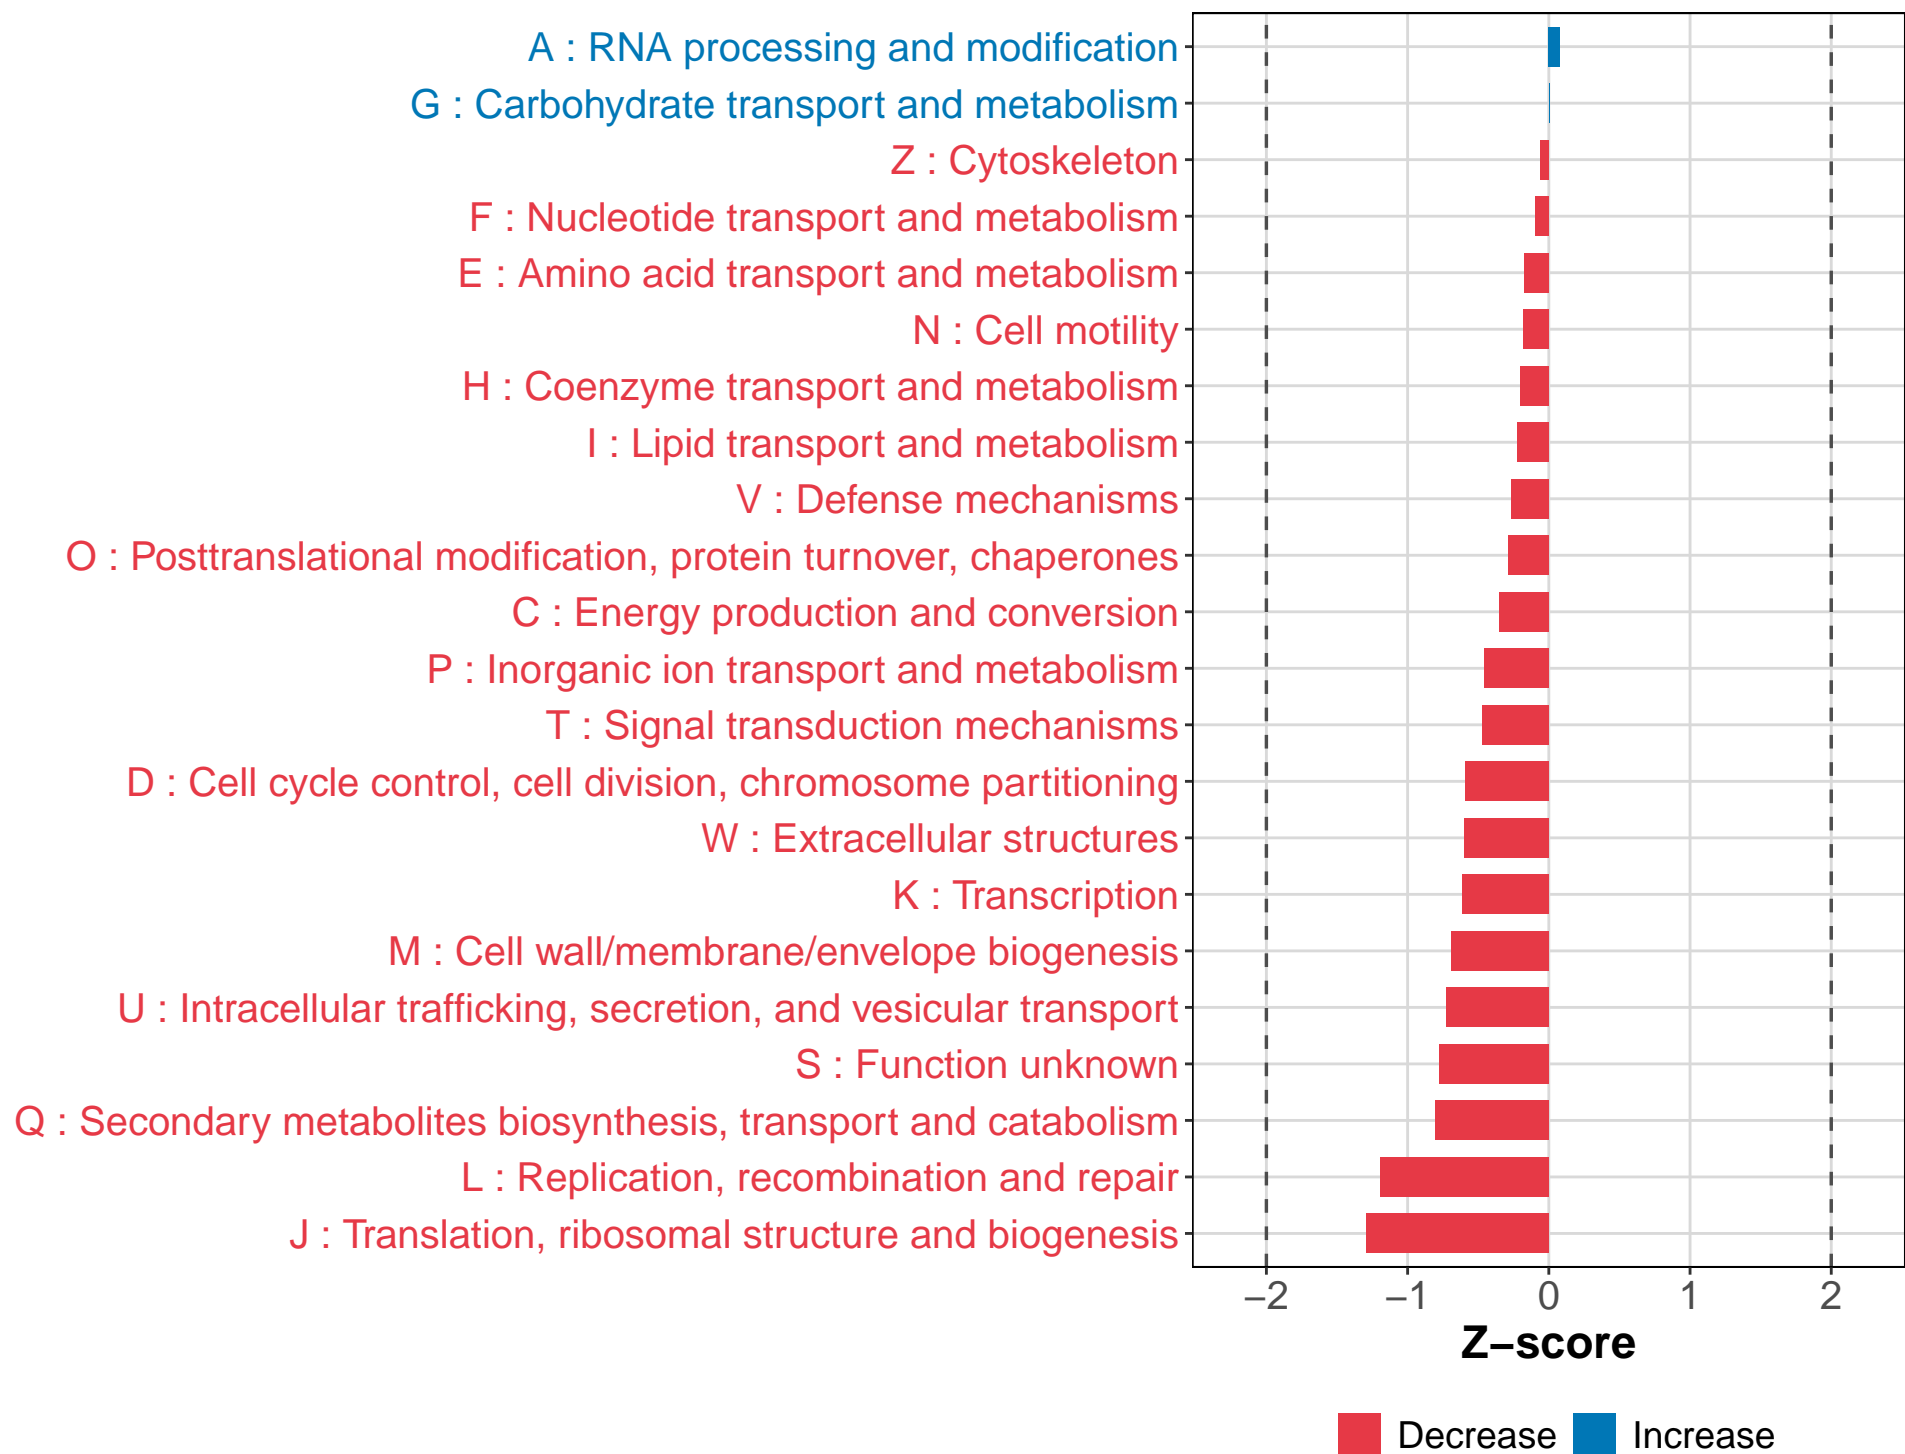 A : RNA processing and modification
G : Carbohydrate transport and metabolism
Z : Cytoskeleton
F : Nucleotide transport and metabolism
E : Amino acid transport and metabolism
N : Cell motility
H : Coenzyme transport and metabolism
I : Lipid transport and metabolism
V : Defense mechanisms
O : Posttranslational modification, protein turnover, chaperones
C : Energy production and conversion
P : Inorganic ion transport and metabolism
T : Signal transduction mechanisms
D : Cell cycle control, cell division, chromosome partitioning
W : Extracellular structures
K : Transcription
M : Cell wall/membrane/envelope biogenesis
U : Intracellular trafficking, secretion, and vesicular transport
S : Function unknown
Q : Secondary metabolites biosynthesis, transport and catabolism
L : Replication, recombination and repair
J : Translation, ribosomal structure and biogenesis
−2 −1 0 1 2
Z−score
Decrease Increase